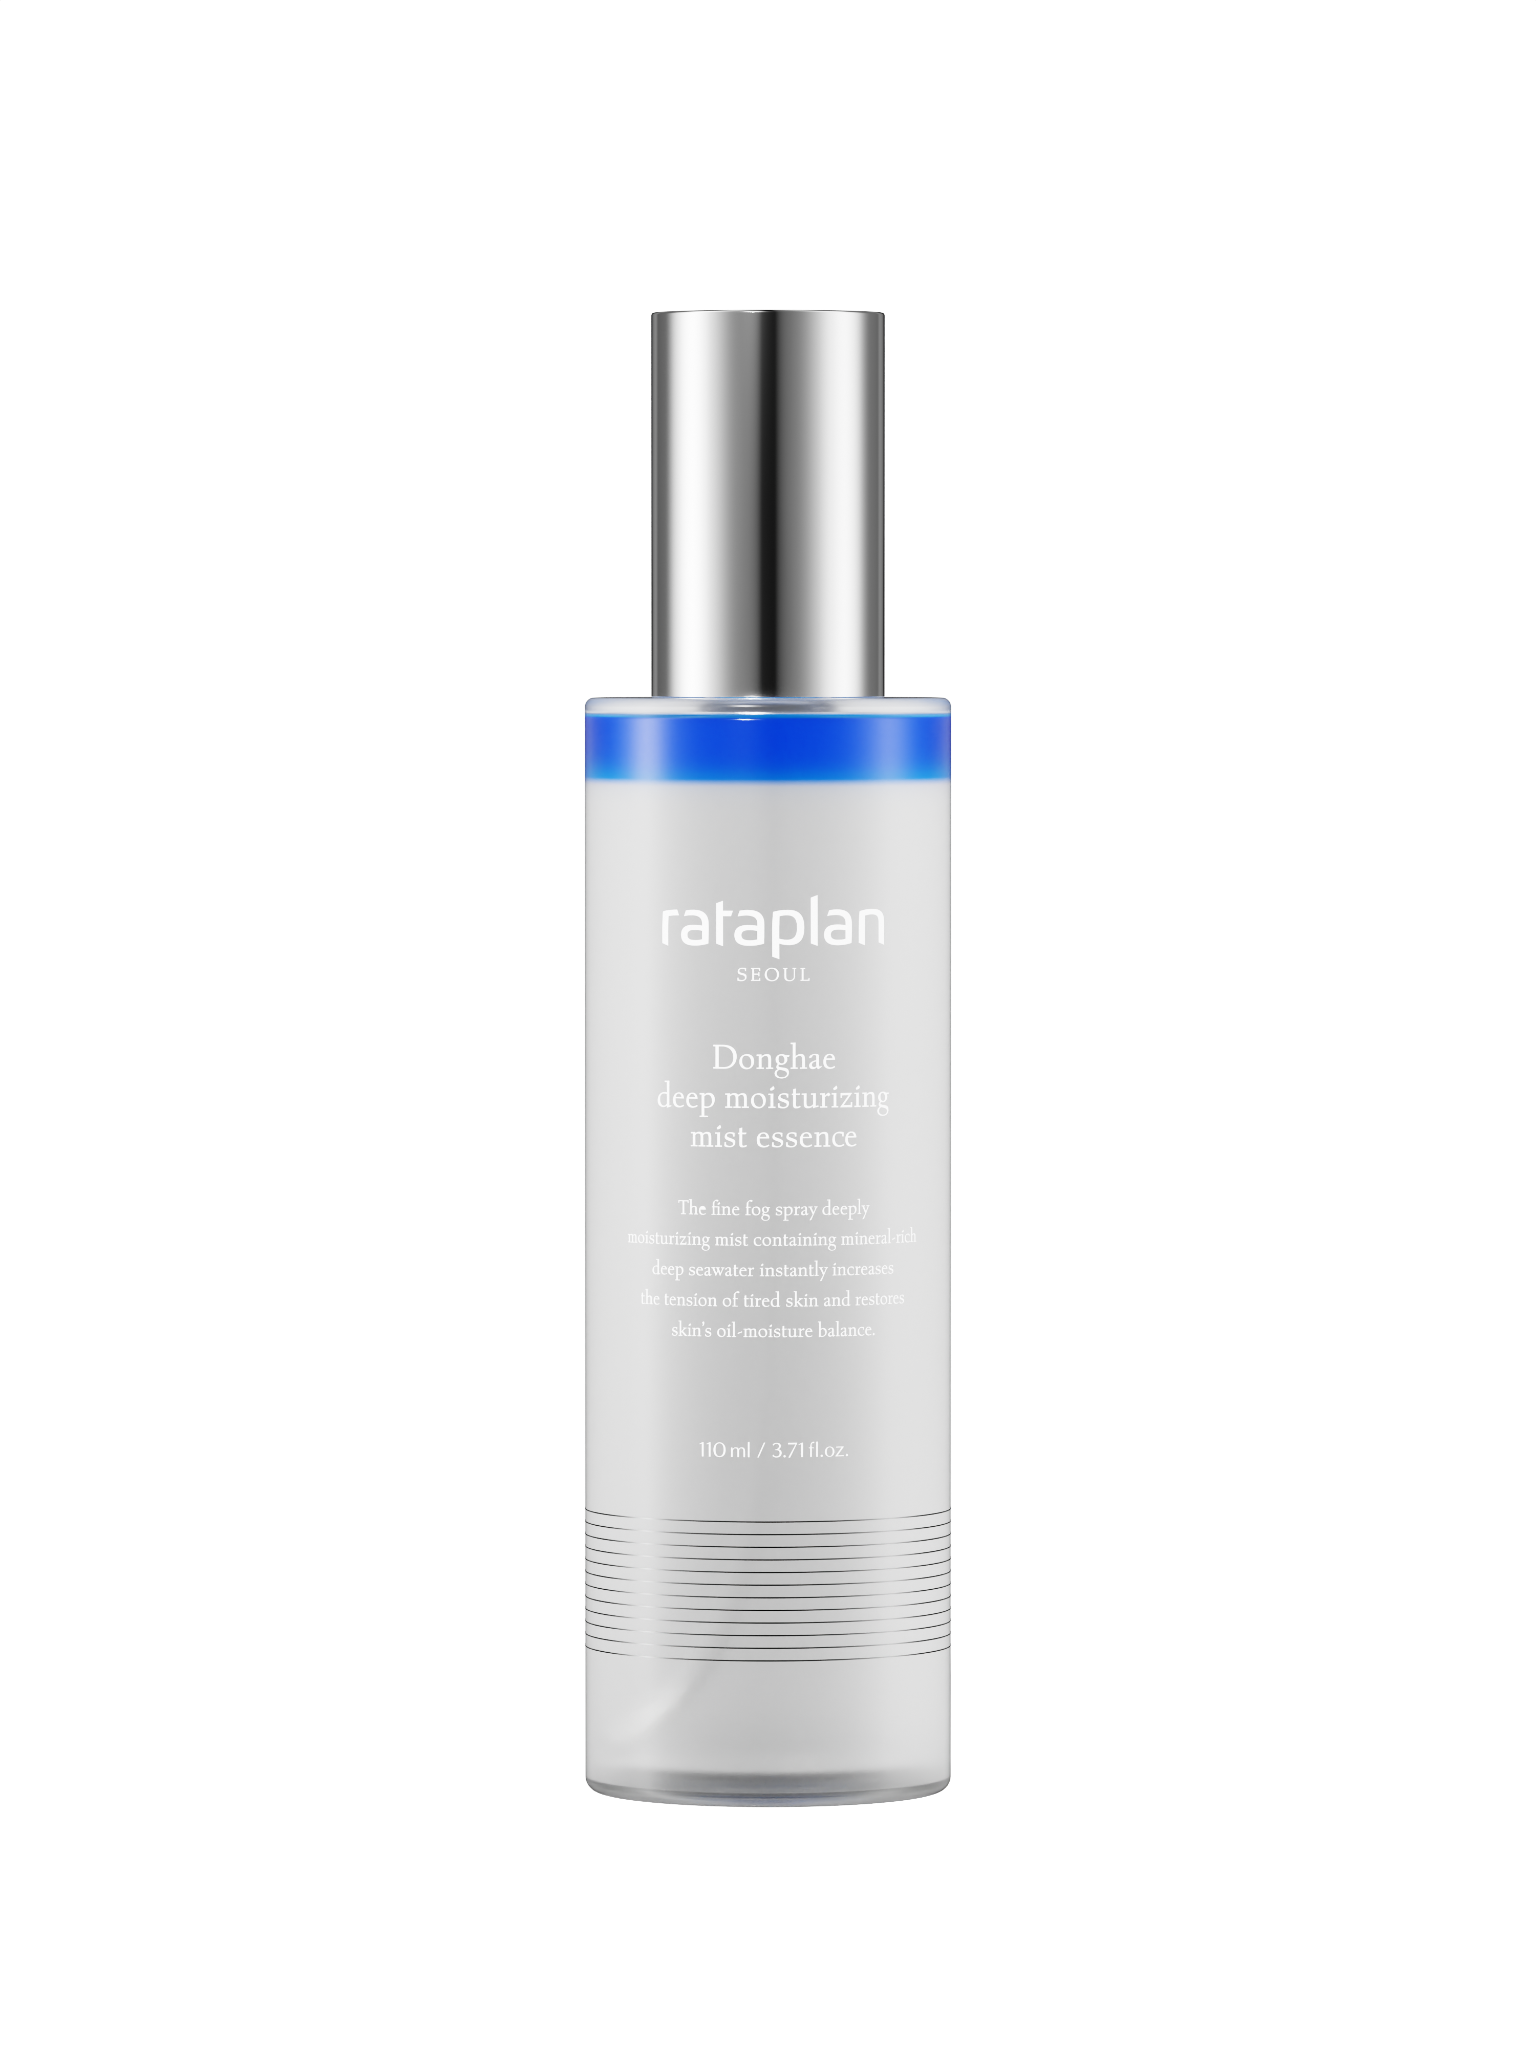 rataplan
SEOUL
Donghae
deep moisturizing
mist essence
The fine fog spray deeply
moisturizing mist containing mineral-rich
deep seawater instantly increases
the tension of tired skin and restores
skin's oil-moisture balance.
110 ml / 3.71 fl.oz.